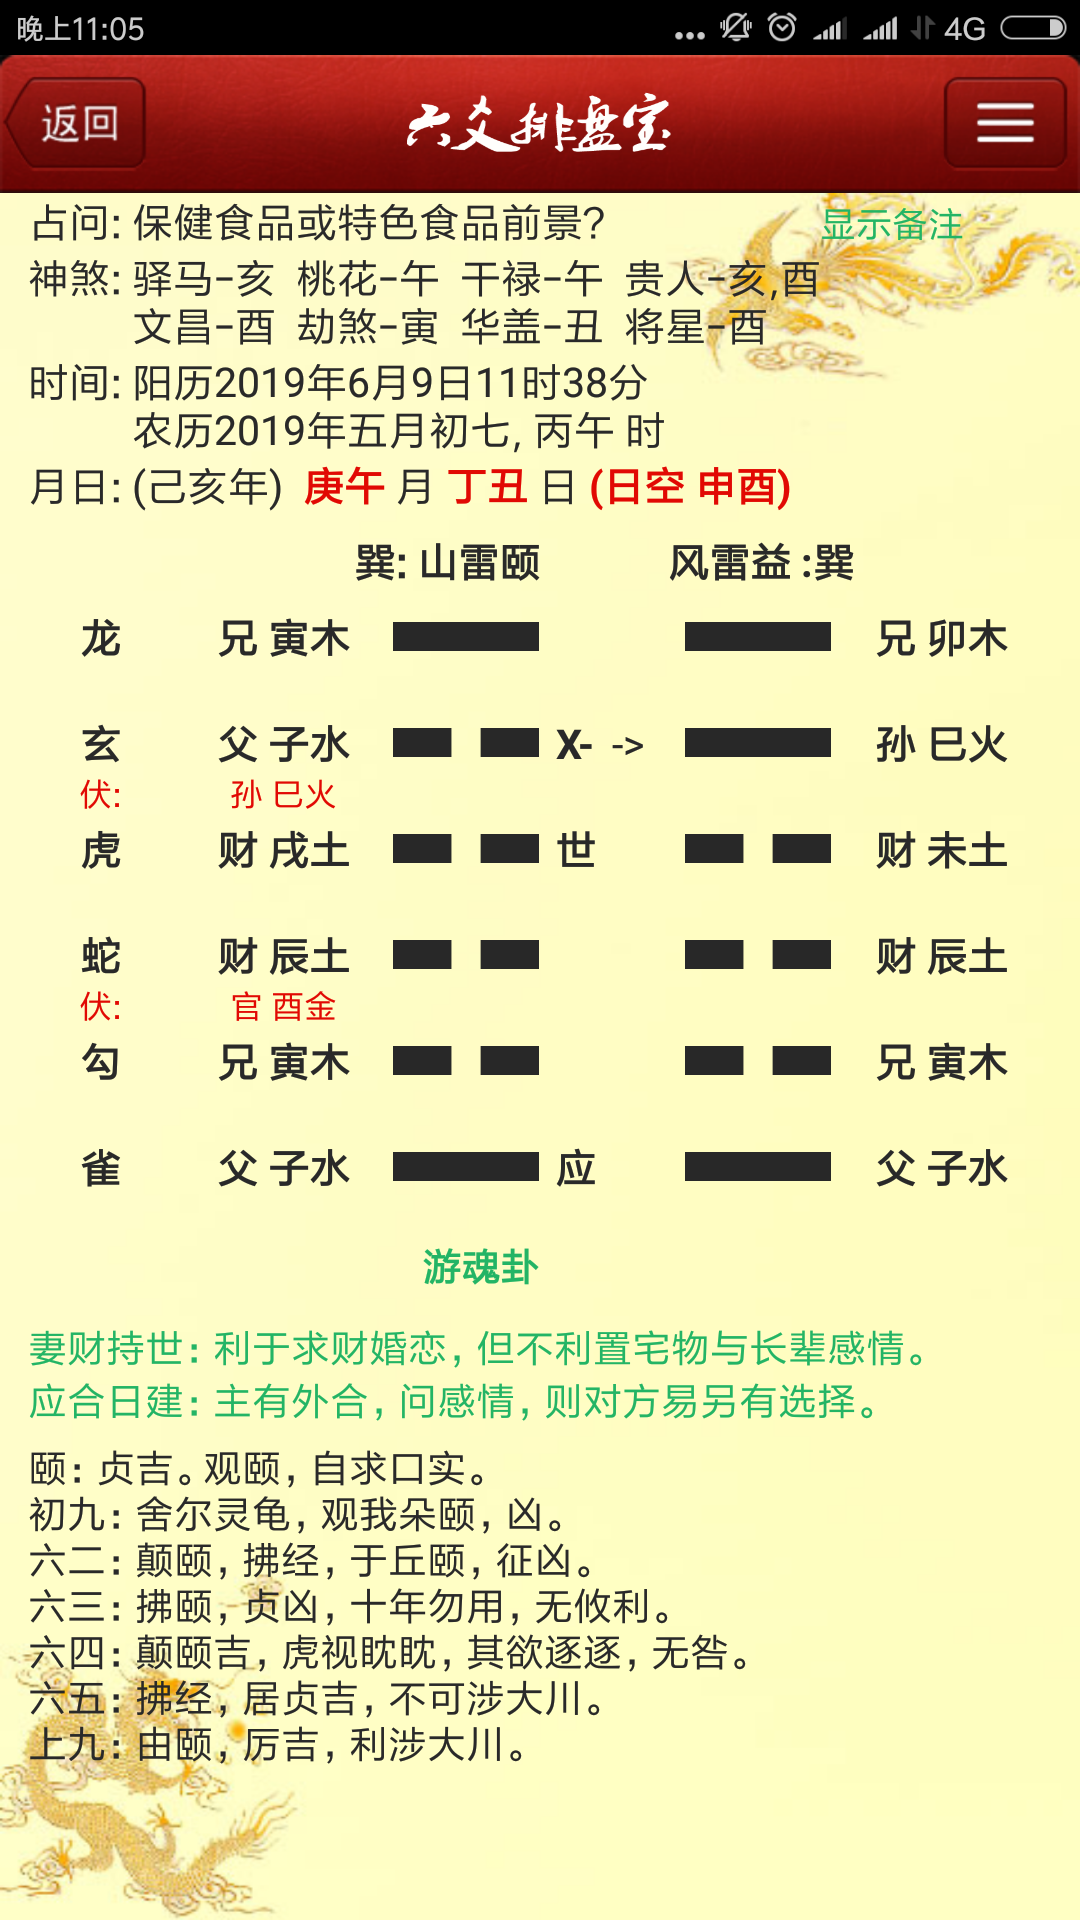 晚上11:05 ... 4G
返回 六爻排盘宝
占问: 保健食品或特色食品前景? 显示备注
神煞: 驿马-亥 桃花-午 干禄-午 贵人-亥,酉
文昌-酉 劫煞-寅 华盖-丑 将星-酉
时间: 阳历2019年6月9日11时38分
农历2019年五月初七, 丙午 时
月日: (己亥年) 庚午 月 丁丑 日 (日空 申酉)
巽: 山雷颐 风雷益 :巽
龙 兄 寅木 兄 卯木
玄 父 子水 X- -> 孙 巳火
伏: 孙 巳火
虎 财 戌土 世 财 未土
蛇 财 辰土 财 辰土
伏: 官 酉金
勾 兄 寅木 兄 寅木
雀 父 子水 应 父 子水
游魂卦
妻财持世: 利于求财婚恋, 但不利置宅物与长辈感情。
应合日建: 主有外合, 问感情, 则对方易另有选择。
颐: 贞吉。观颐, 自求口实。
初九: 舍尔灵龟, 观我朵颐, 凶。
六二: 颠颐, 拂经, 于丘颐, 征凶。
六三: 拂颐, 贞凶, 十年勿用, 无攸利。
六四: 颠颐吉, 虎视眈眈, 其欲逐逐, 无咎。
六五: 拂经, 居贞吉, 不可涉大川。
上九: 由颐, 厉吉, 利涉大川。